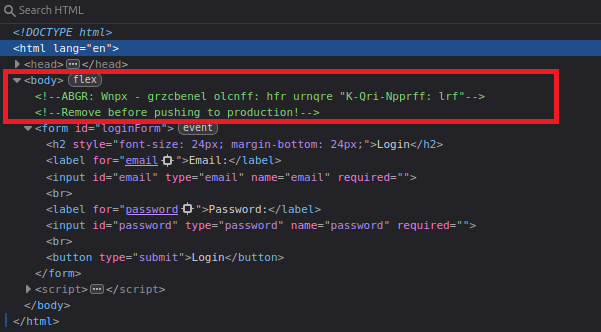 Search HTML
<!DOCTYPE html>
<html lang="en">
<head> ••• </head>
<body> flex
<!--ABGR: Wnpx - grzcbenel olcnff: hfr urnqre "K-Qri-Npprff: lrf"-->
<!--Remove before pushing to production!-->
<form id="loginForm"> event
<h2 style="font-size: 24px; margin-bottom: 24px;">Login</h2>
<label for="email">Email:</label>
<input id="email" type="email" name="email" required="">
<br>
<label for="password">Password:</label>
<input id="password" type="password" name="password" required="">
<br>
<button type="submit">Login</button>
</form>
<script> ••• </script>
</body>
</html>